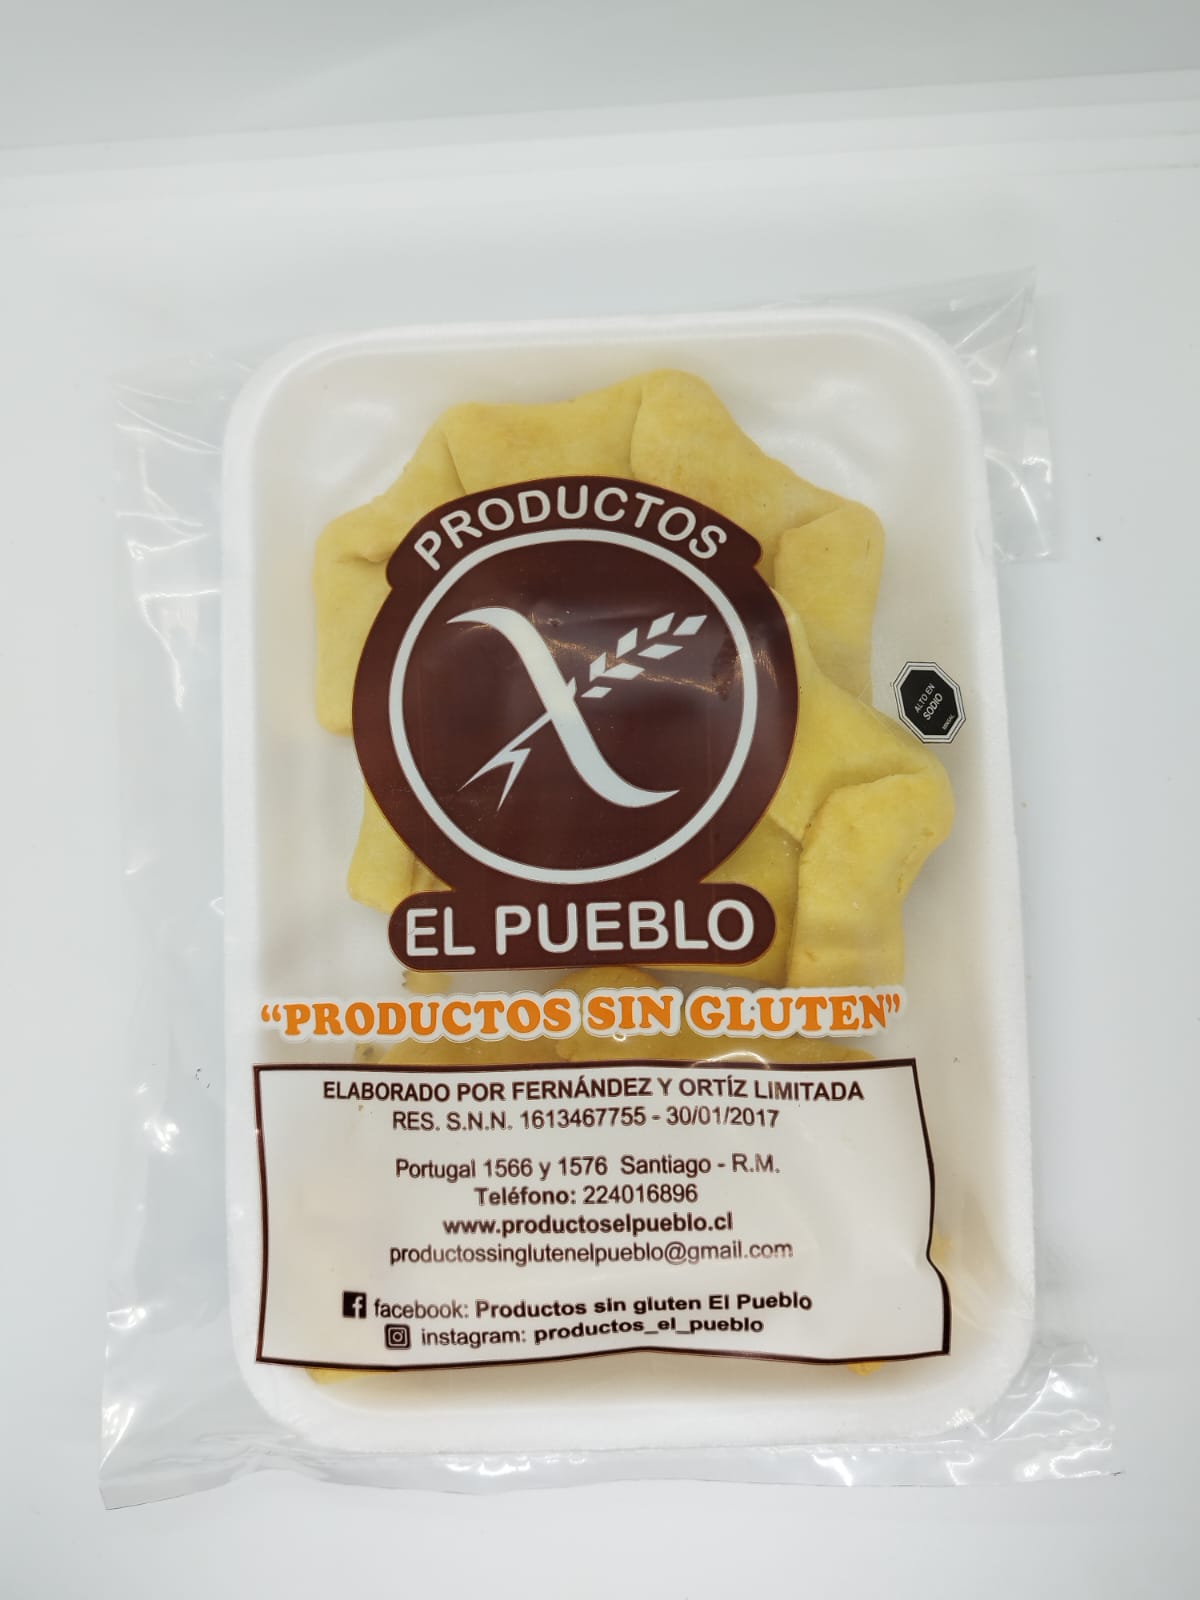 PRODUCTOS
EL PUEBLO
ALTO EN
SODIO
MINSAL
“PRODUCTOS SIN GLUTEN”
ELABORADO POR FERNÁNDEZ Y ORTÍZ LIMITADA
RES. S.N.N. 1613467755 - 30/01/2017
Portugal 1566 y 1576 Santiago - R.M.
Teléfono: 224016896
www.productoselpueblo.cl
productossinglutenelpueblo@gmail.com
facebook: Productos sin gluten El Pueblo
instagram: productos_el_pueblo